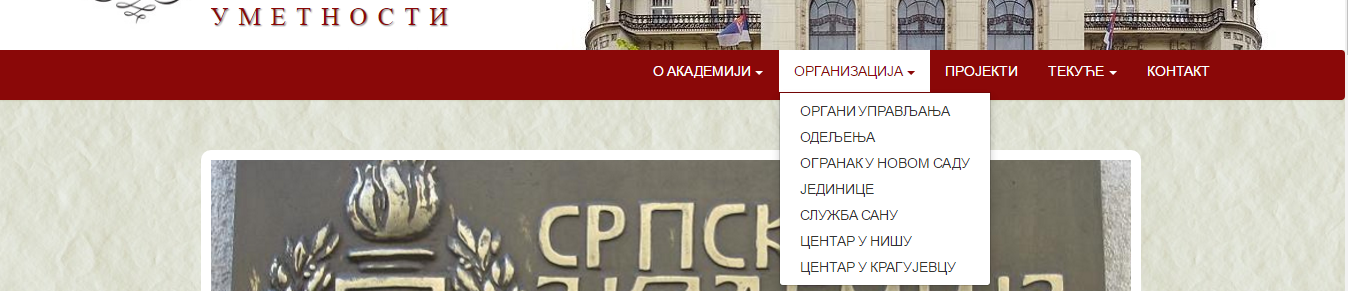 УМЕТНОСТИ
О АКАДЕМИЈИ ОРГАНИЗАЦИЈА ПРОЈЕКТИ ТЕКУЋЕ КОНТАКТ
ОРГАНИ УПРАВЉАЊА
ОДЕЉЕЊА
ОГРАНАК У НОВОМ САДУ
ЈЕДИНИЦЕ
СЛУЖБА САНУ
ЦЕНТАР У НИШУ
ЦЕНТАР У КРАГУЈЕВЦУ